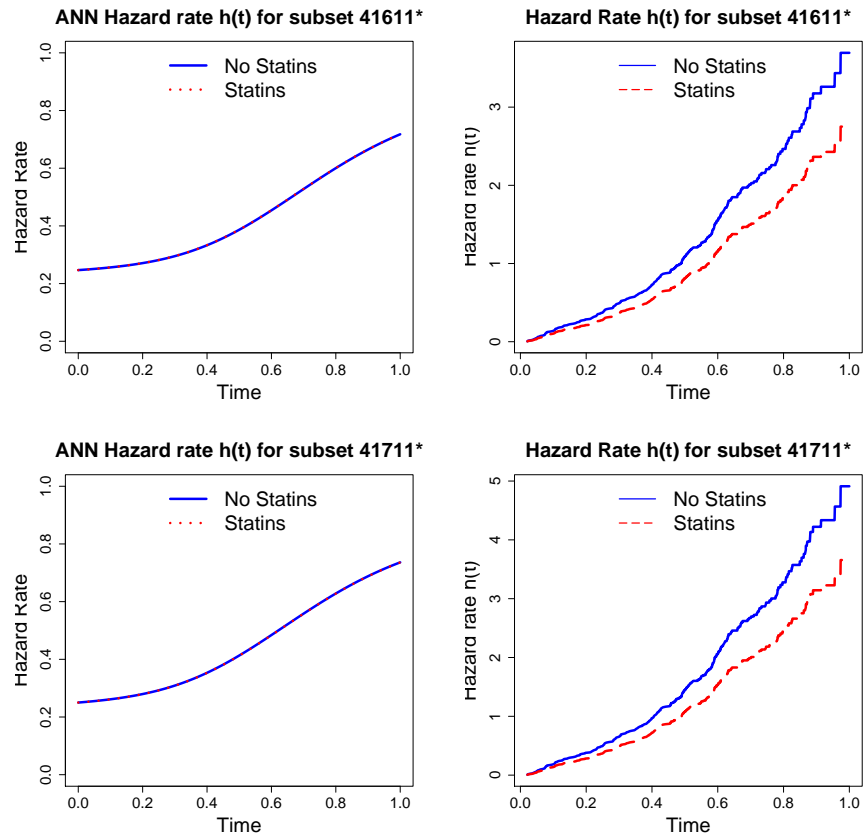 ANN Hazard rate h(t) for subset 41611*
1.0
0.8
0.6
0.4
0.2
0.0
Hazard Rate
No Statins
Statins
0.0 0.2 0.4 0.6 0.8 1.0
Time
Hazard Rate h(t) for subset 41611*
3
2
1
0
Hazard rate h(t)
No Statins
Statins
0.0 0.2 0.4 0.6 0.8 1.0
Time
ANN Hazard rate h(t) for subset 41711*
1.0
0.8
0.6
0.4
0.2
0.0
Hazard Rate
No Statins
Statins
0.0 0.2 0.4 0.6 0.8 1.0
Time
Hazard Rate h(t) for subset 41711*
5
4
3
2
1
0
Hazard rate h(t)
No Statins
Statins
0.0 0.2 0.4 0.6 0.8 1.0
Time